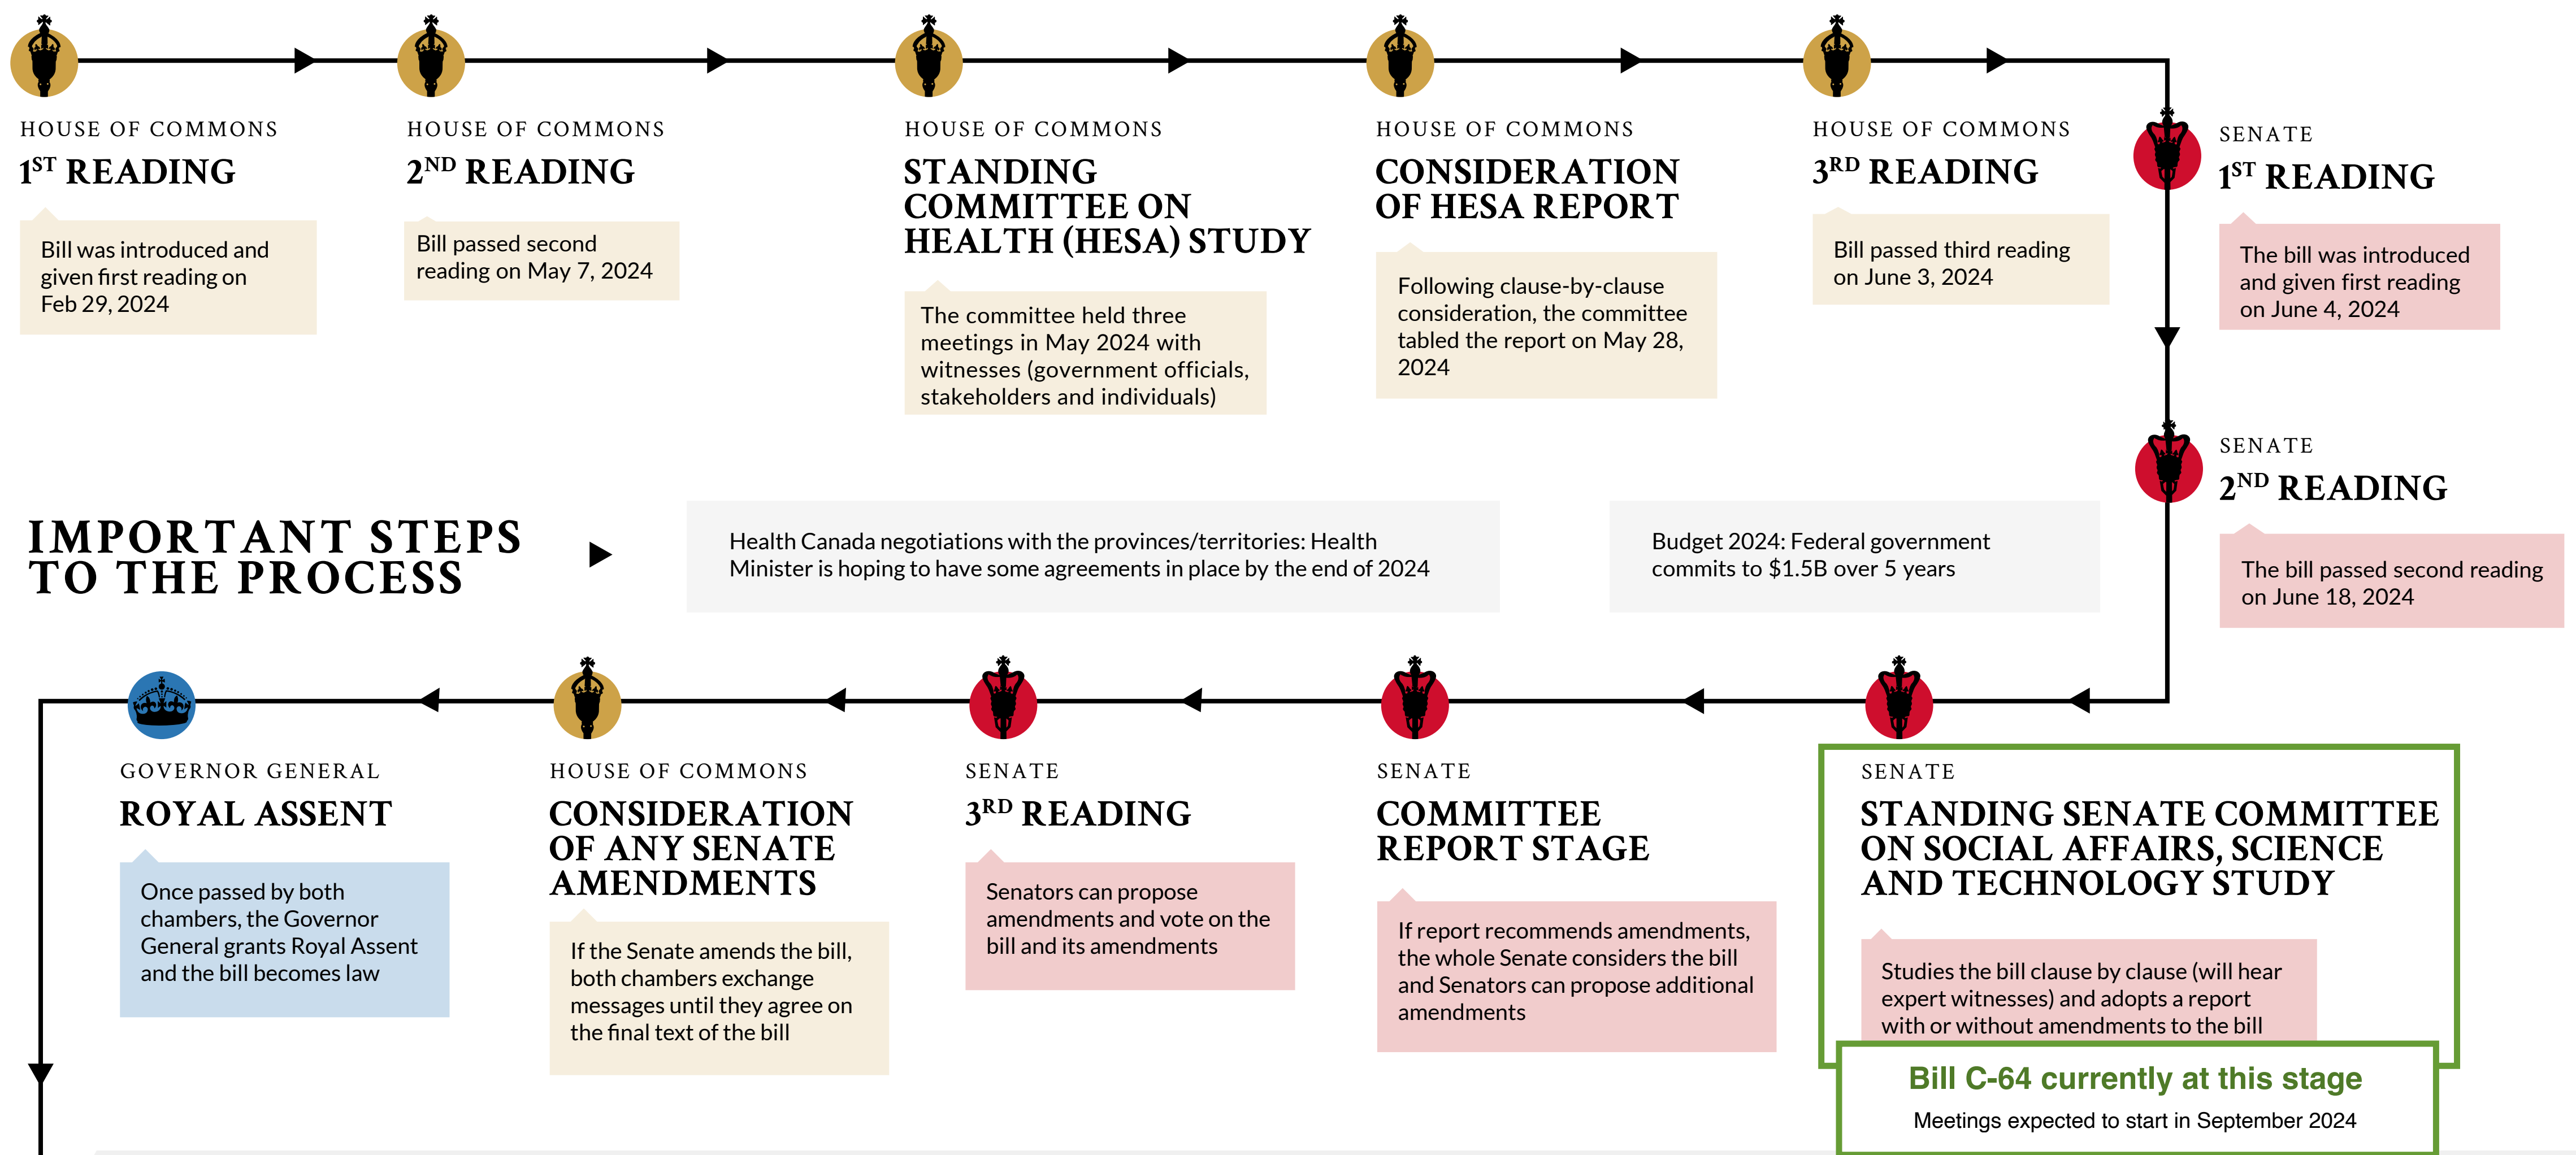 HOUSE OF COMMONS
1ST READING
Bill was introduced and
given first reading on
Feb 29, 2024
HOUSE OF COMMONS
2ND READING
Bill passed second
reading on May 7, 2024
HOUSE OF COMMONS
STANDING
COMMITTEE ON
HEALTH (HESA) STUDY
The committee held three
meetings in May 2024 with
witnesses (government officials,
stakeholders and individuals)
HOUSE OF COMMONS
CONSIDERATION
OF HESA REPORT
Following clause-by-clause
consideration, the committee
tabled the report on May 28,
2024
HOUSE OF COMMONS
3RD READING
Bill passed third reading
on June 3, 2024
SENATE
1ST READING
The bill was introduced
and given first reading
on June 4, 2024
SENATE
2ND READING
The bill passed second reading
on June 18, 2024
IMPORTANT STEPS
TO THE PROCESS
Health Canada negotiations with the provinces/territories: Health
Minister is hoping to have some agreements in place by the end of 2024
Budget 2024: Federal government
commits to $1.5B over 5 years
GOVERNOR GENERAL
ROYAL ASSENT
Once passed by both
chambers, the Governor
General grants Royal Assent
and the bill becomes law
HOUSE OF COMMONS
CONSIDERATION
OF ANY SENATE
AMENDMENTS
If the Senate amends the bill,
both chambers exchange
messages until they agree on
the final text of the bill
SENATE
3RD READING
Senators can propose
amendments and vote on the
bill and its amendments
SENATE
COMMITTEE
REPORT STAGE
If report recommends amendments,
the whole Senate considers the bill
and Senators can propose additional
amendments
SENATE
STANDING SENATE COMMITTEE
ON SOCIAL AFFAIRS, SCIENCE
AND TECHNOLOGY STUDY
Studies the bill clause by clause (will hear
expert witnesses) and adopts a report
with or without amendments to the bill
Bill C-64 currently at this stage
Meetings expected to start in September 2024